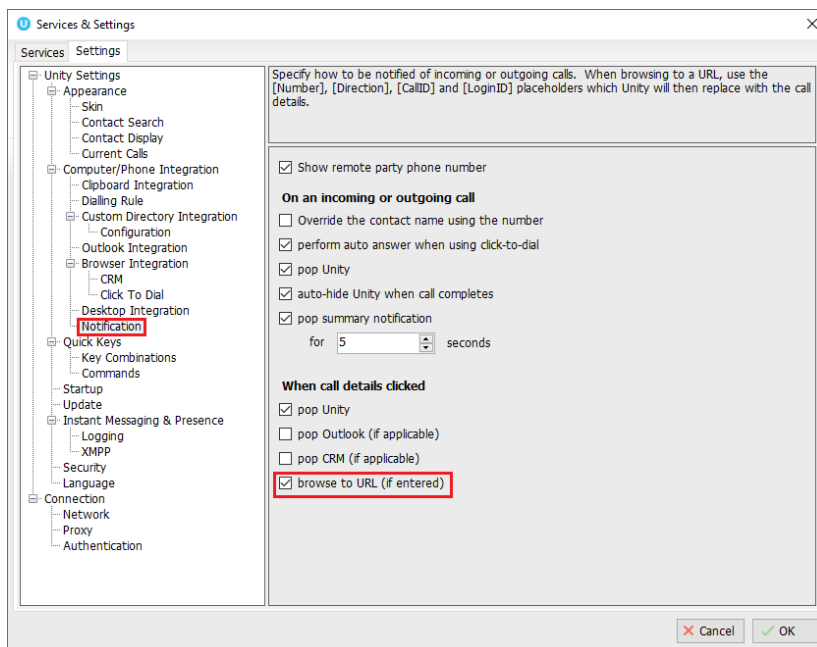 Services & Settings
Services Settings
Unity Settings
Appearance
Skin
Contact Search
Contact Display
Current Calls
Computer/Phone Integration
Clipboard Integration
Dialling Rule
Custom Directory Integration
Configuration
Outlook Integration
Browser Integration
CRM
Click To Dial
Desktop Integration
Notification
Quick Keys
Key Combinations
Commands
Startup
Update
Instant Messaging & Presence
Logging
XMPP
Security
Language
Connection
Network
Proxy
Authentication
Specify how to be notified of incoming or outgoing calls. When browsing to a URL, use the
[Number], [Direction], [CallID] and [LoginID] placeholders which Unity will then replace with the call
details.
Show remote party phone number
On an incoming or outgoing call
Override the contact name using the number
perform auto answer when using click-to-dial
pop Unity
auto-hide Unity when call completes
pop summary notification
for 5 seconds
When call details clicked
pop Unity
pop Outlook (if applicable)
pop CRM (if applicable)
browse to URL (if entered)
Cancel OK